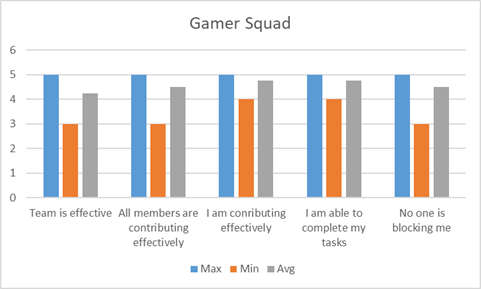 Gamer Squad
6
5
4
3
2
1
0
Team is effective
All members are
contributing
effectively
I am conributing
effectively
I am able to
complete my
tasks
No one is
blocking me
Max Min Avg